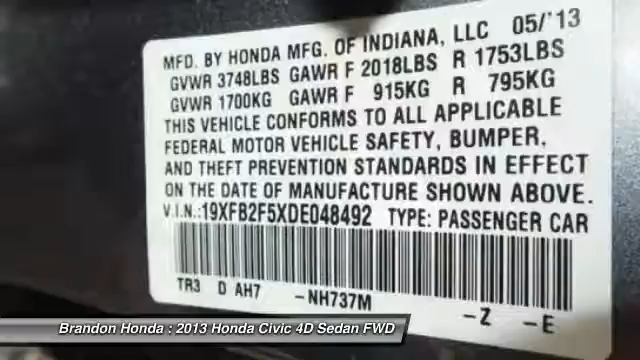 MFD. BY HONDA MFG. OF INDIANA, LLC 05/'13
GVWR 3748LBS GAWR F 2018LBS R 1753LBS
GVWR 1700KG GAWR F 915KG R 795KG
THIS VEHICLE CONFORMS TO ALL APPLICABLE
FEDERAL MOTOR VEHICLE SAFETY, BUMPER,
AND THEFT PREVENTION STANDARDS IN EFFECT
ON THE DATE OF MANUFACTURE SHOWN ABOVE.
V.I.N.:19XFB2F5XDE048492 TYPE: PASSENGER CAR
TR3 D AH7 -NH737M -Z -E
Brandon Honda : 2013 Honda Civic 4D Sedan FWD